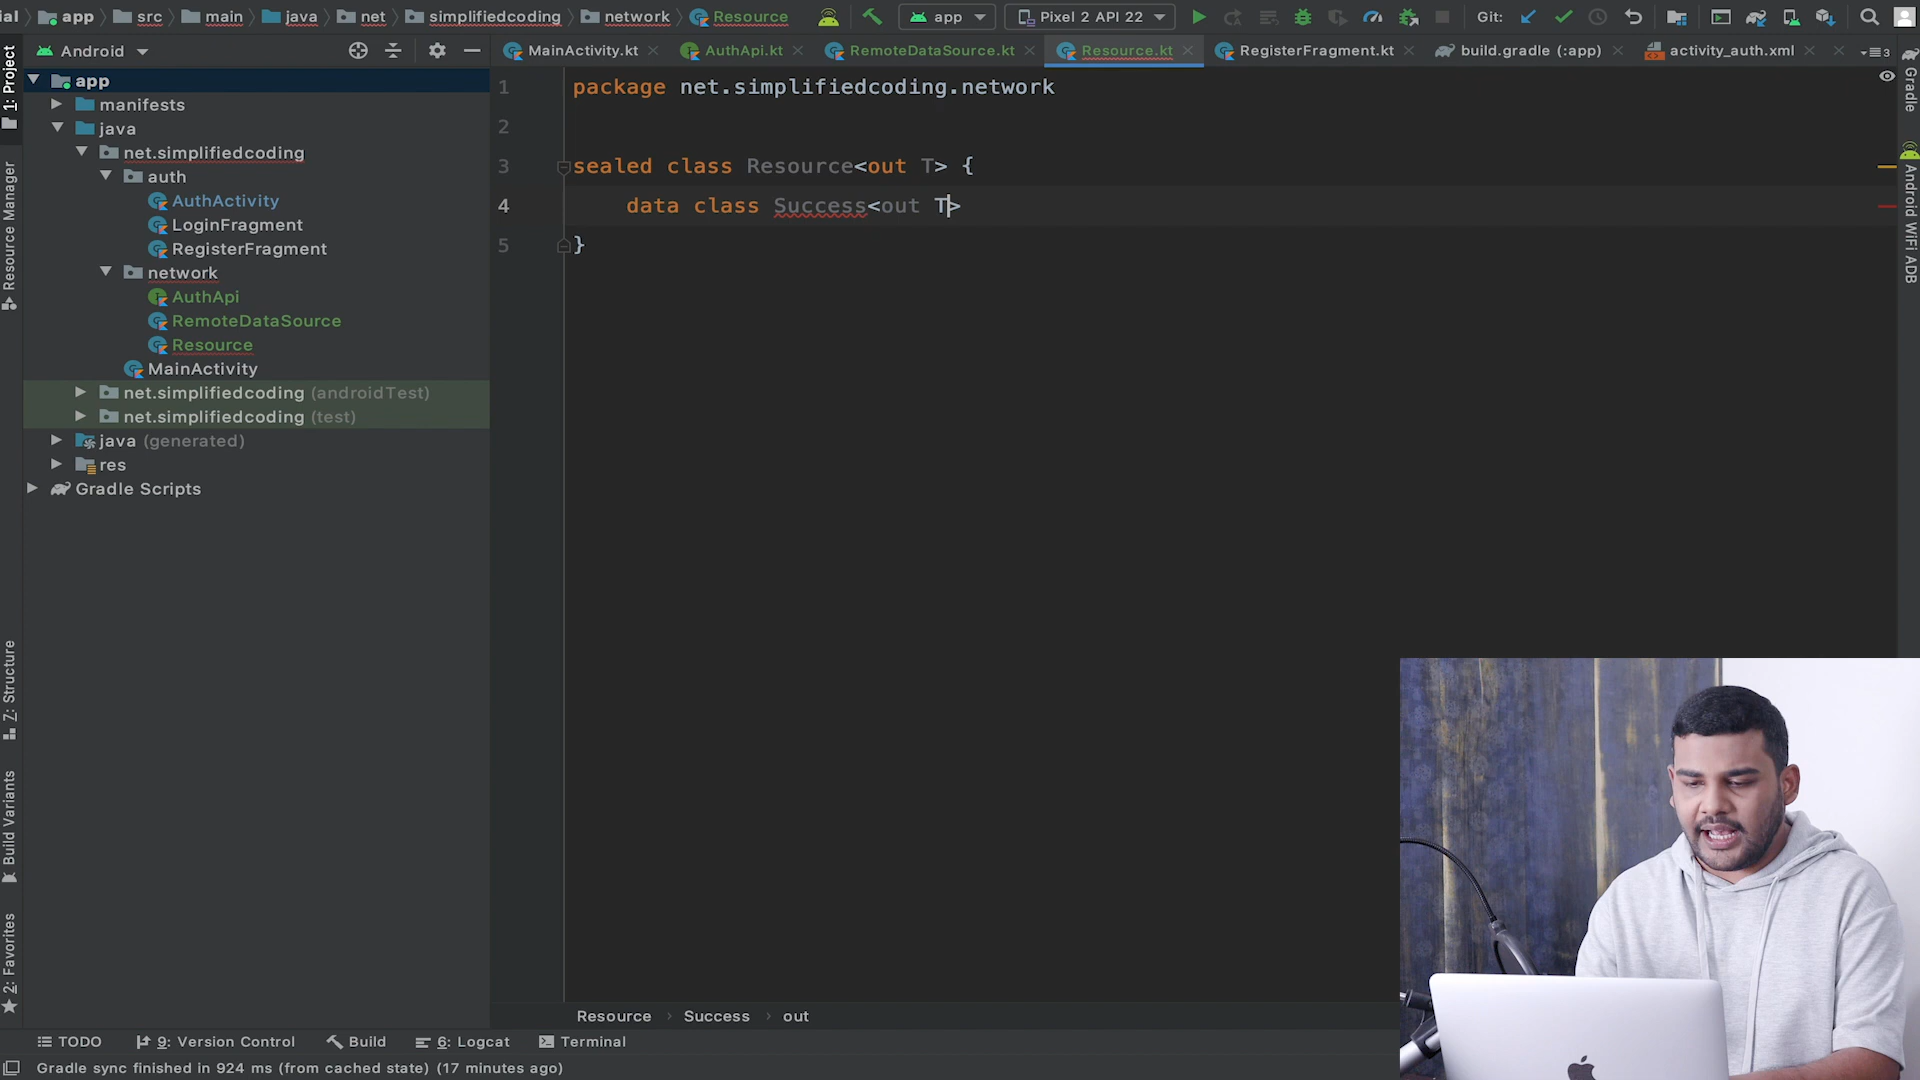 ial app src main java net simplifiedcoding network Resource app Pixel 2 API 22 Git:
Android
MainActivity.kt AuthApi.kt RemoteDataSource.kt Resource.kt RegisterFragment.kt build.gradle (:app) activity_auth.xml 3
app
manifests
java
net.simplifiedcoding
auth
AuthActivity
LoginFragment
RegisterFragment
network
AuthApi
RemoteDataSource
Resource
MainActivity
net.simplifiedcoding (androidTest)
net.simplifiedcoding (test)
java (generated)
res
Gradle Scripts
1 package net.simplifiedcoding.network
2
3 sealed class Resource<out T> {
4 data class Success<out T>
5 }
1: Project
Resource Manager
7: Structure
Build Variants
2: Favorites
Gradle
Android WiFi ADB
Resource Success out
TODO 9: Version Control Build 6: Logcat Terminal
Gradle sync finished in 924 ms (from cached state) (17 minutes ago)